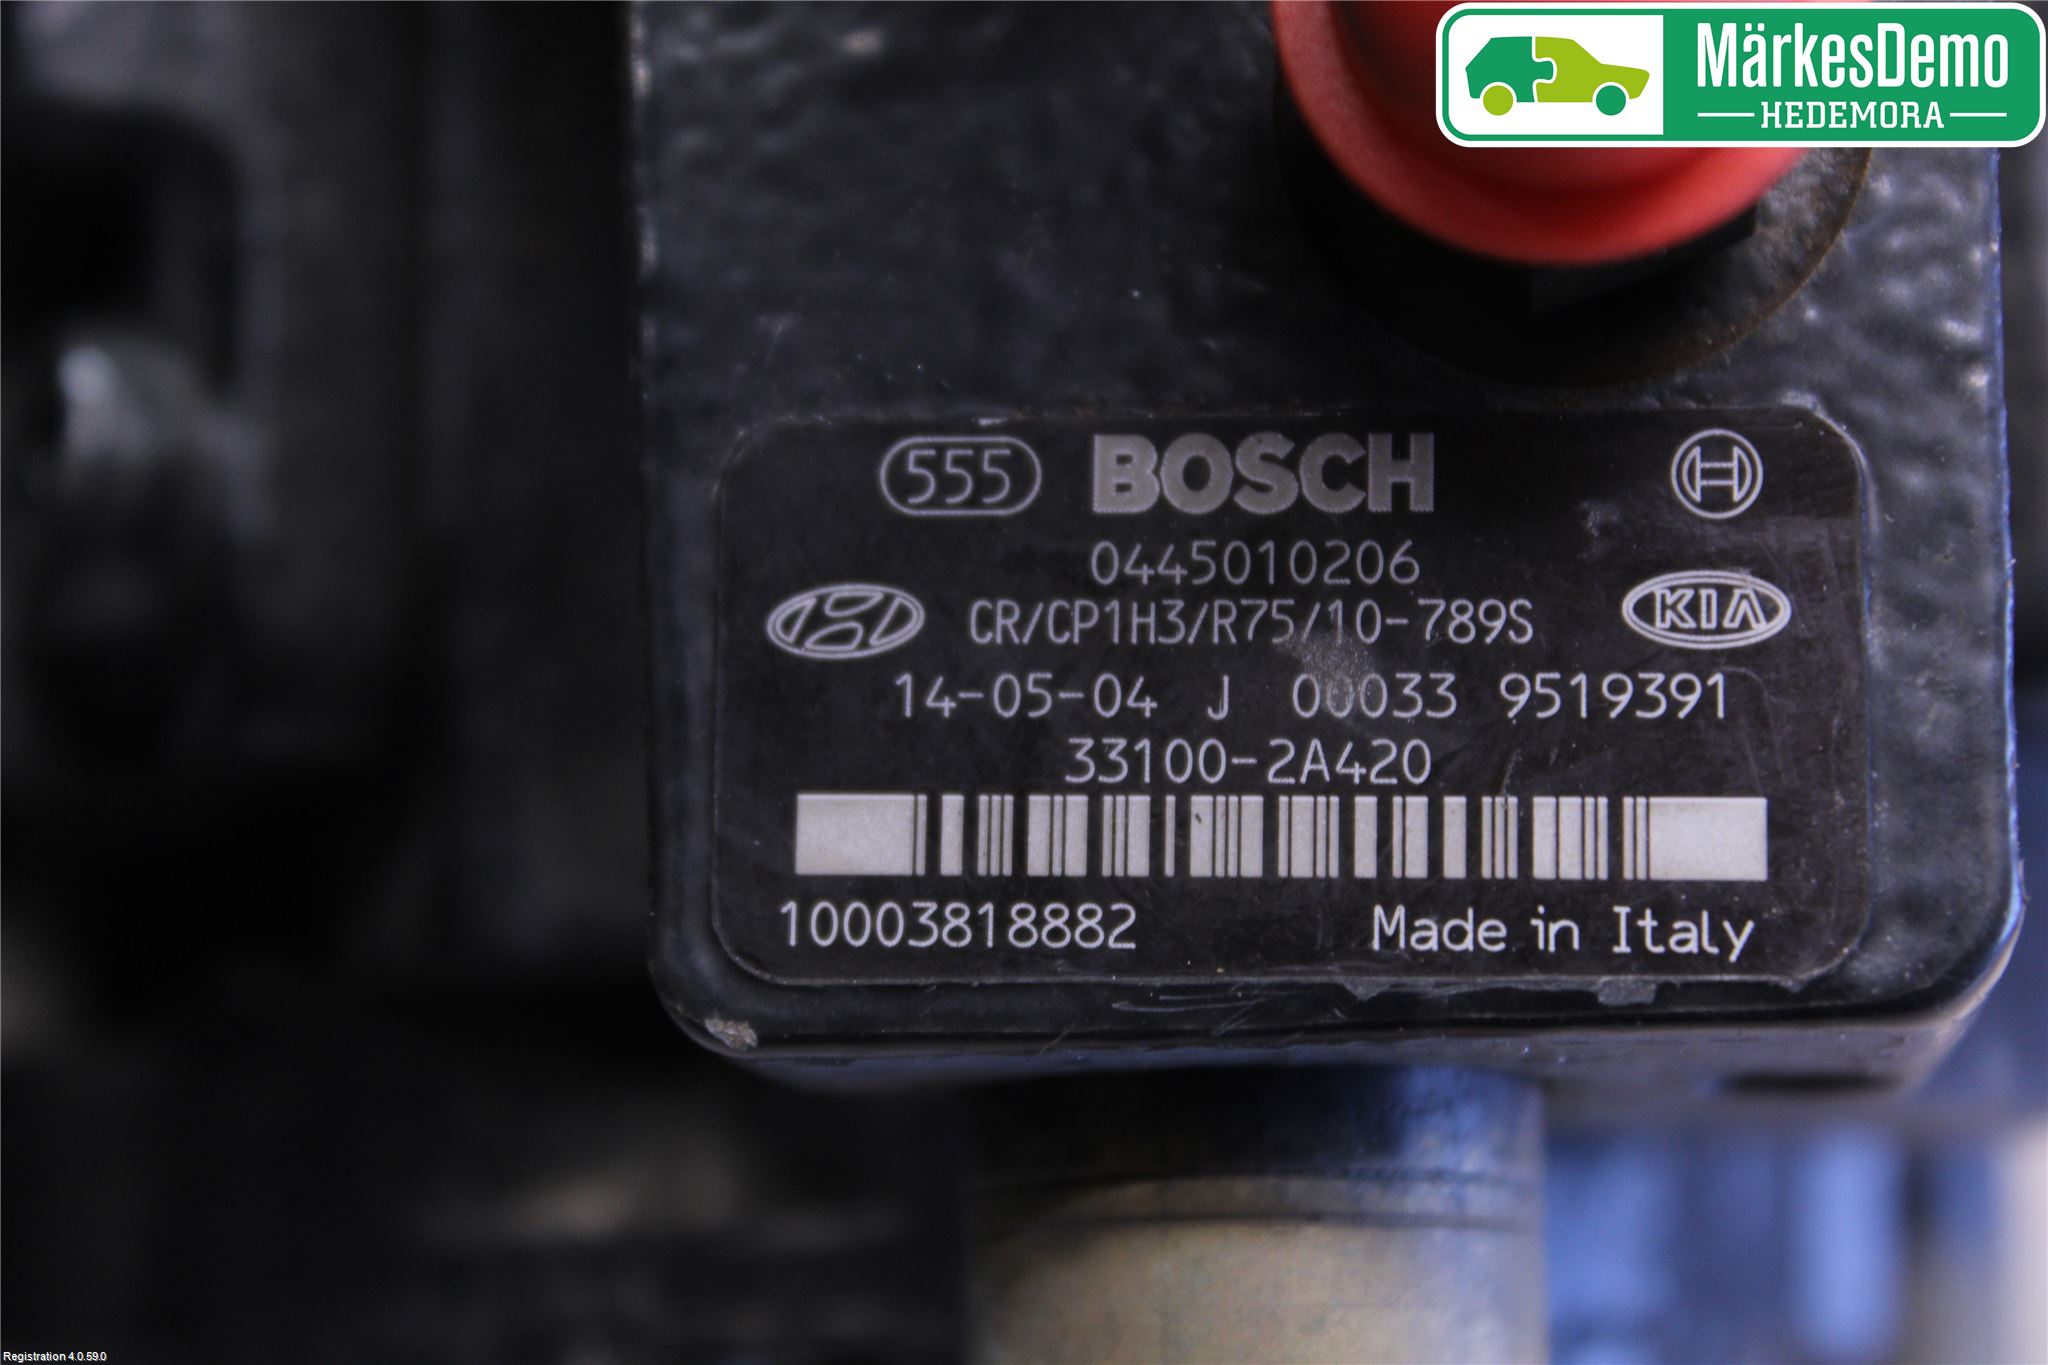 MärkesDemo
HEDEMORA
555 BOSCH
0445010206
CR/CP1H3/R75/10-789S
KIA
14-05-04 J 00033 9519391
33100-2A420
10003818882 Made in Italy
Registration 4.0.59.0